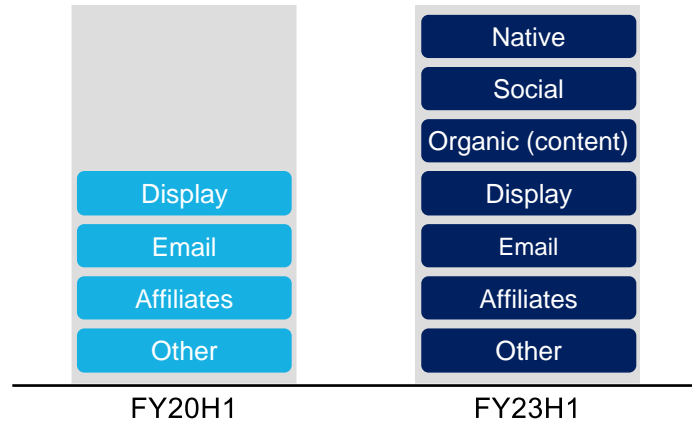 Display
Email
Affiliates
Other
FY20H1
Native
Social
Organic (content)
Display
Email
Affiliates
Other
FY23H1